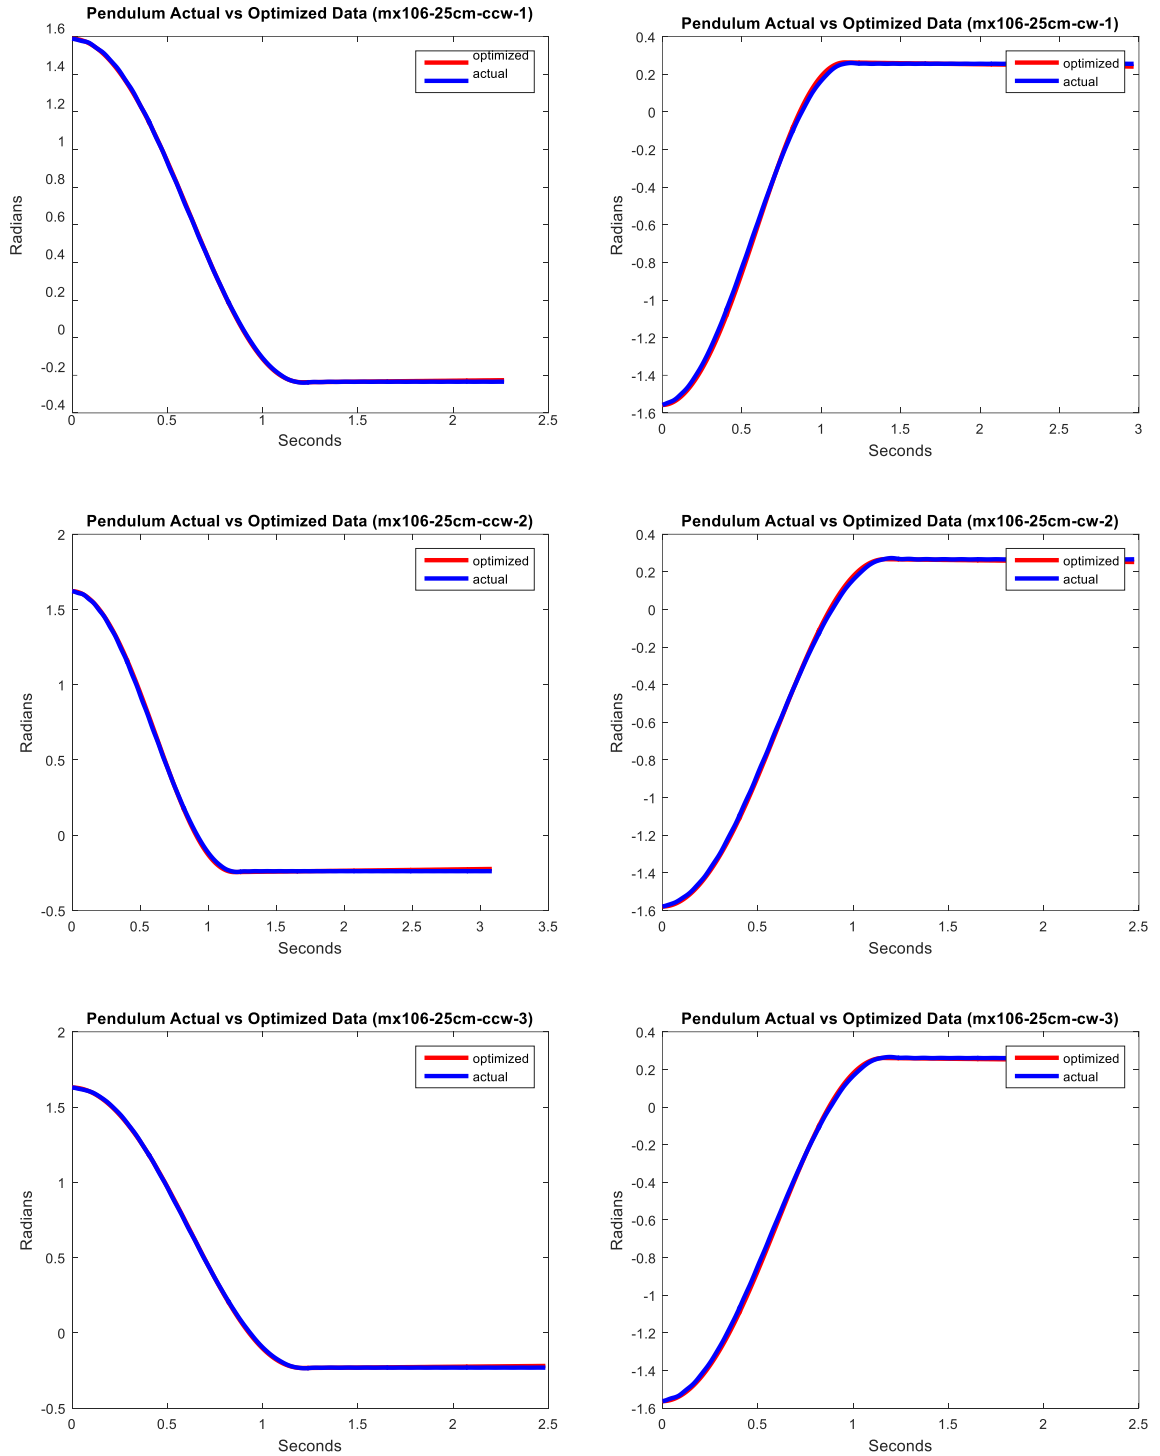 Pendulum Actual vs Optimized Data (mx106-25cm-ccw-1)
1.6
1.4
1.2
1
0.8
0.6
0.4
0.2
0
-0.2
-0.4
Radians
0 0.5 1 1.5 2 2.5
Seconds
optimized
actual
Pendulum Actual vs Optimized Data (mx106-25cm-cw-1)
0.4
0.2
0
-0.2
-0.4
-0.6
-0.8
-1
-1.2
-1.4
-1.6
Radians
0 0.5 1 1.5 2 2.5 3
Seconds
optimized
actual
Pendulum Actual vs Optimized Data (mx106-25cm-ccw-2)
2
1.5
1
0.5
0
-0.5
Radians
0 0.5 1 1.5 2 2.5 3 3.5
Seconds
optimized
actual
Pendulum Actual vs Optimized Data (mx106-25cm-cw-2)
0.4
0.2
0
-0.2
-0.4
-0.6
-0.8
-1
-1.2
-1.4
-1.6
Radians
0 0.5 1 1.5 2 2.5
Seconds
optimized
actual
Pendulum Actual vs Optimized Data (mx106-25cm-ccw-3)
2
1.5
1
0.5
0
-0.5
Radians
0 0.5 1 1.5 2 2.5
Seconds
optimized
actual
Pendulum Actual vs Optimized Data (mx106-25cm-cw-3)
0.4
0.2
0
-0.2
-0.4
-0.6
-0.8
-1
-1.2
-1.4
-1.6
Radians
0 0.5 1 1.5 2 2.5
Seconds
optimized
actual